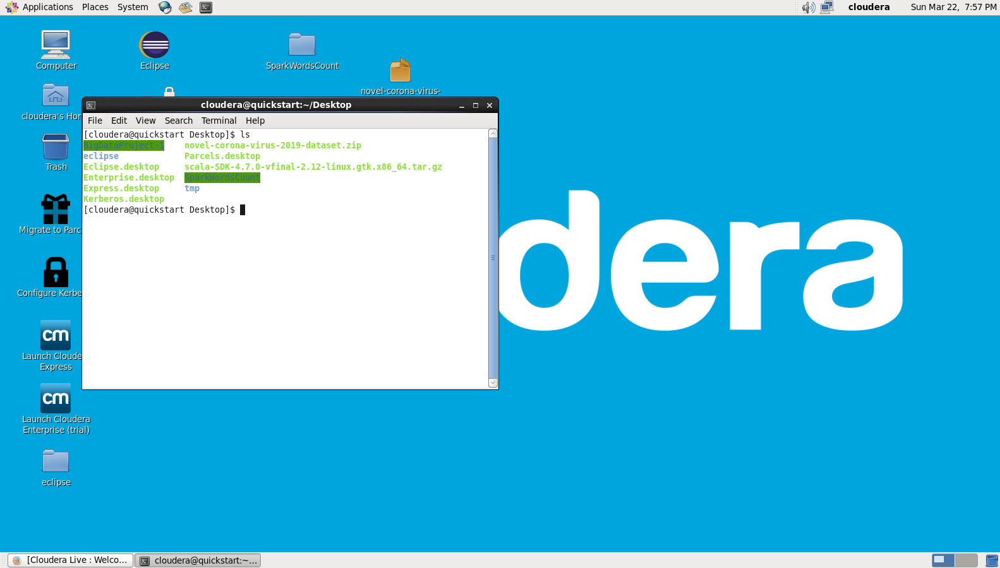 Applications Places System
cloudera Sun Mar 22, 7:57 PM
Computer
Eclipse
SparkWordsCount
novel-corona-virus-
cloudera's Hor
Trash
Migrate to Parc
Configure Kerbe
Launch Cloude
Express
Launch Cloudera
Enterprise (trial)
eclipse
cloudera@quickstart:~/Desktop
File Edit View Search Terminal Help
[cloudera@quickstart Desktop]$ ls
BigDataProject-1 novel-corona-virus-2019-dataset.zip
eclipse Parcels.desktop
Eclipse.desktop scala-SDK-4.7.0-vfinal-2.12-linux.gtk.x86_64.tar.gz
Enterprise.desktop SparkWordsCount
Express.desktop tmp
Kerberos.desktop
[cloudera@quickstart Desktop]$
dera
cm
cm
[Cloudera Live : Welco... cloudera@quickstart:~...